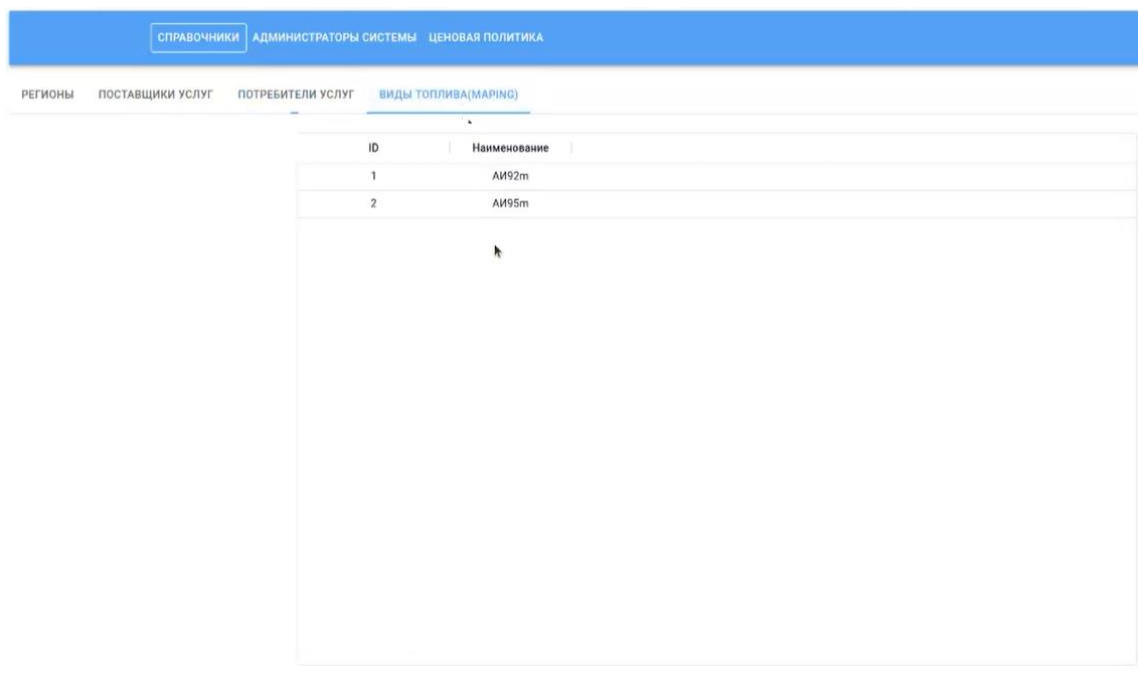 СПРАВОЧНИКИ АДМИНИСТРАТОРЫ СИСТЕМЫ ЦЕНОВАЯ ПОЛИТИКА
РЕГИОНЫ ПОСТАВЩИКИ УСЛУГ ПОТРЕБИТЕЛИ УСЛУГ ВИДЫ ТОПЛИВА(MAPING)
ID Наименование
1 АИ92m
2 АИ95m